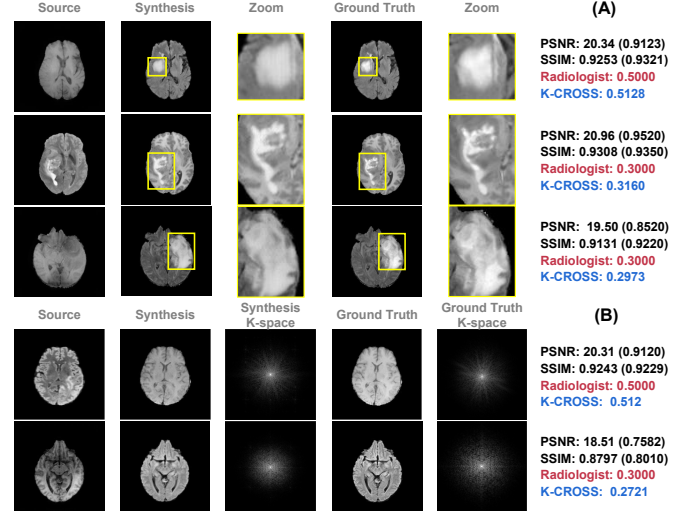 Source Synthesis Zoom Ground Truth Zoom (A)
PSNR: 20.34 (0.9123)
SSIM: 0.9253 (0.9321)
Radiologist: 0.5000
K-CROSS: 0.5128
PSNR: 20.96 (0.9520)
SSIM: 0.9308 (0.9350)
Radiologist: 0.3000
K-CROSS: 0.3160
PSNR: 19.50 (0.8520)
SSIM: 0.9131 (0.9220)
Radiologist: 0.3000
K-CROSS: 0.2973
Source Synthesis Synthesis K-space Ground Truth Ground Truth K-space (B)
PSNR: 20.31 (0.9120)
SSIM: 0.9243 (0.9229)
Radiologist: 0.5000
K-CROSS: 0.512
PSNR: 18.51 (0.7582)
SSIM: 0.8797 (0.8010)
Radiologist: 0.3000
K-CROSS: 0.2721